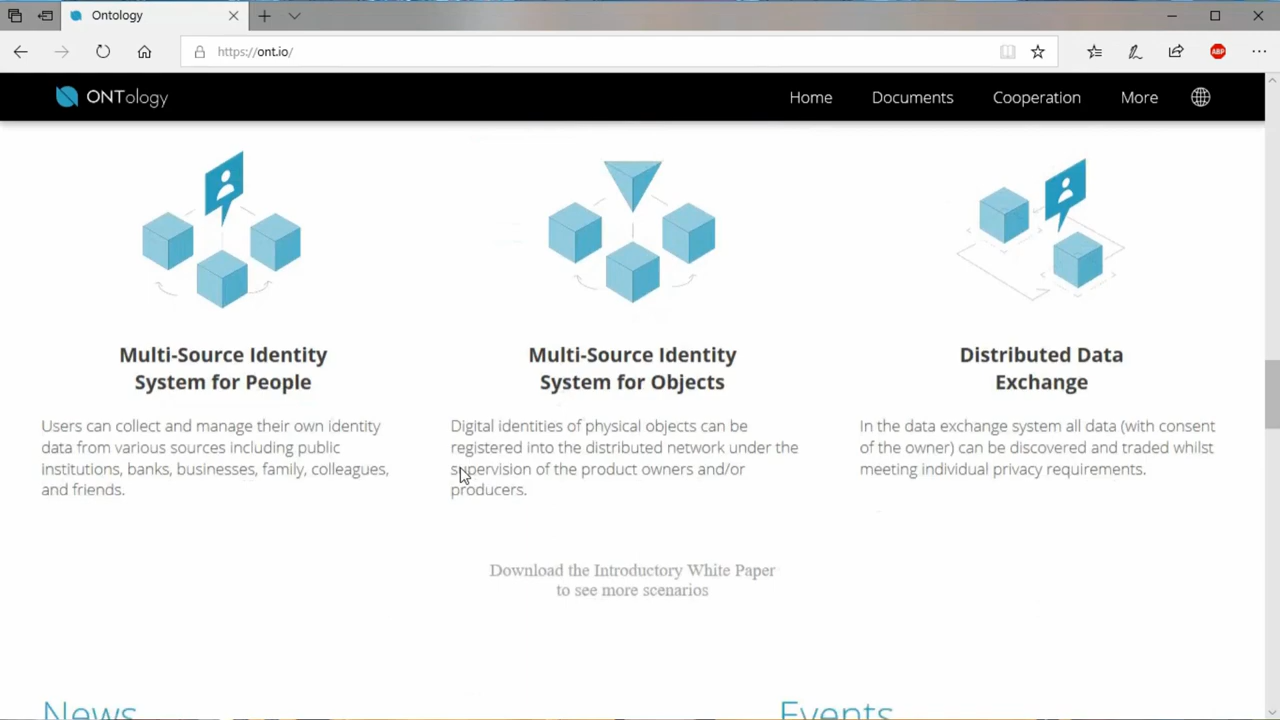 Ontology
https://ont.io/
ABP
ONTology
Home
Documents
Cooperation
More
Multi-Source Identity
System for People
Users can collect and manage their own identity
data from various sources including public
institutions, banks, businesses, family, colleagues,
and friends.
Multi-Source Identity
System for Objects
Digital identities of physical objects can be
registered into the distributed network under the
supervision of the product owners and/or
producers.
Distributed Data
Exchange
In the data exchange system all data (with consent
of the owner) can be discovered and traded whilst
meeting individual privacy requirements.
Download the Introductory White Paper
to see more scenarios
News
Events